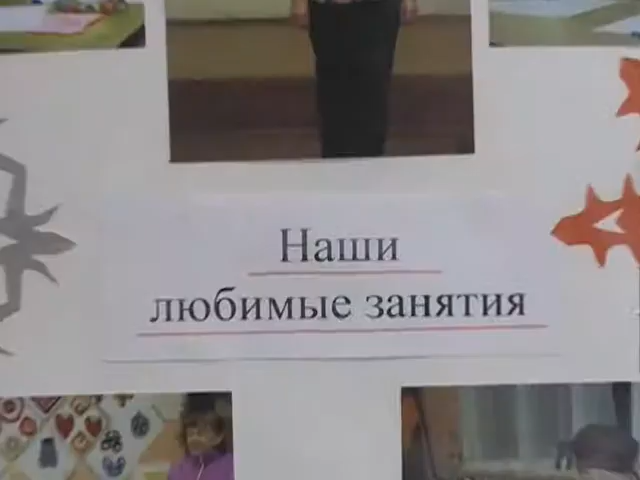 Наши
любимые занятия